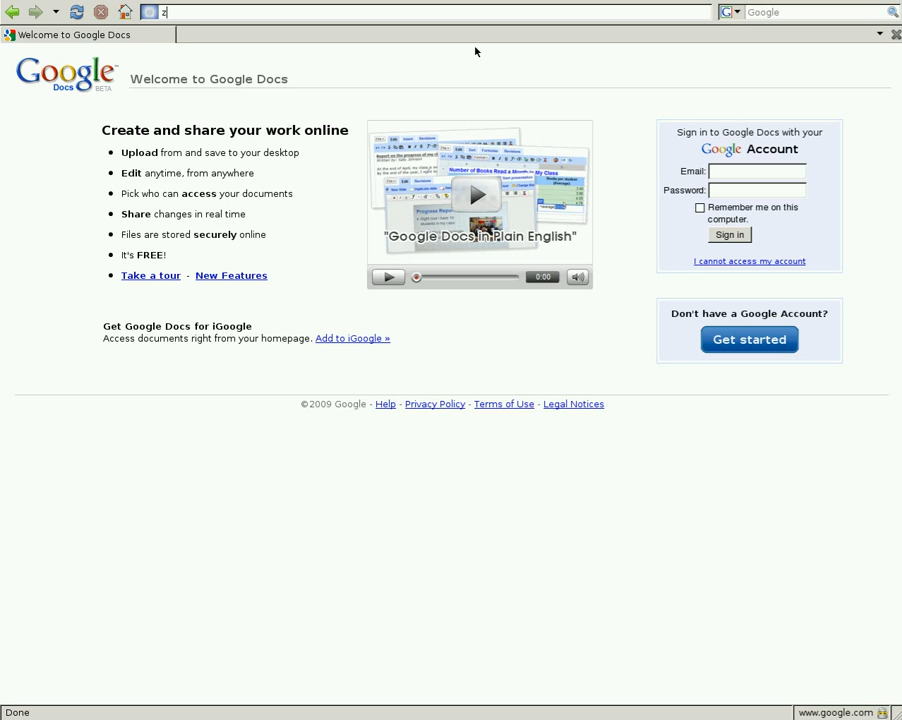 z
Google
Welcome to Google Docs
Google™
Docs BETA
Welcome to Google Docs
Create and share your work online
Upload from and save to your desktop
Edit anytime, from anywhere
Pick who can access your documents
Share changes in real time
Files are stored securely online
It's FREE!
Take a tour - New Features
"Google Docs in Plain English"
0:00
Get Google Docs for iGoogle
Access documents right from your homepage. Add to iGoogle »
Sign in to Google Docs with your
Google Account
Email:
Password:
Remember me on this
computer.
Sign in
I cannot access my account
Don't have a Google Account?
Get started
©2009 Google - Help - Privacy Policy - Terms of Use - Legal Notices
Done
www.google.com